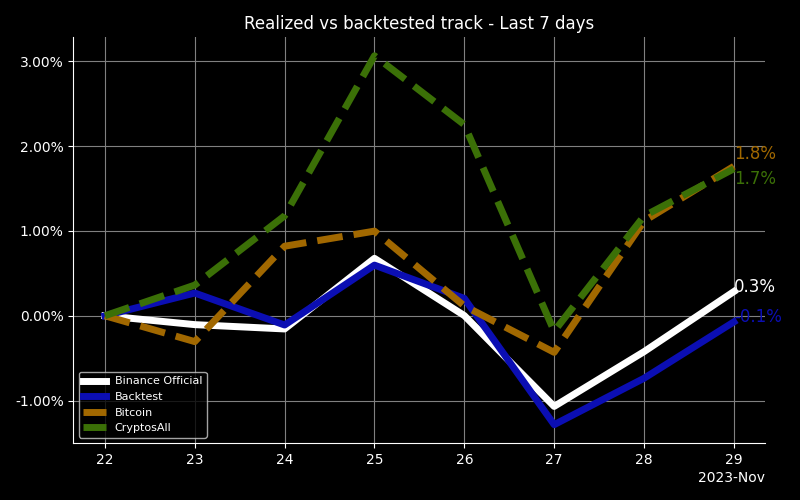 Realized vs backtested track - Last 7 days
3.00%
2.00%
1.00%
0.00%
-1.00%
1.8%
1.7%
0.3%
-0.1%
Binance Official
Backtest
Bitcoin
CryptosAll
22 23 24 25 26 27 28 29
2023-Nov